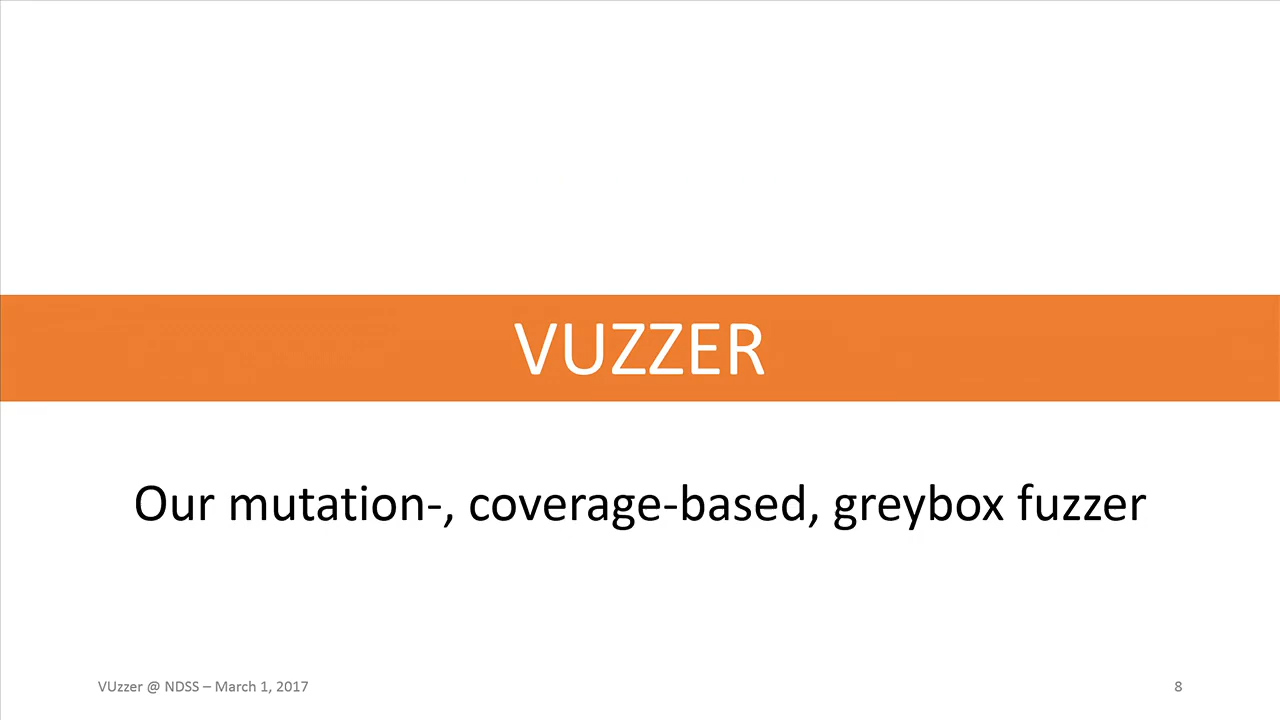 VUZZER
Our mutation-, coverage-based, greybox fuzzer
VUzzer @ NDSS – March 1, 2017
8